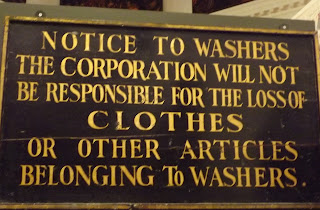 NOTICE TO WASHERS
THE CORPORATION WILL NOT
BE RESPONSIBLE FOR THE LOSS OF
CLOTHES
OR OTHER ARTICLES
BELONGING TO WASHERS.